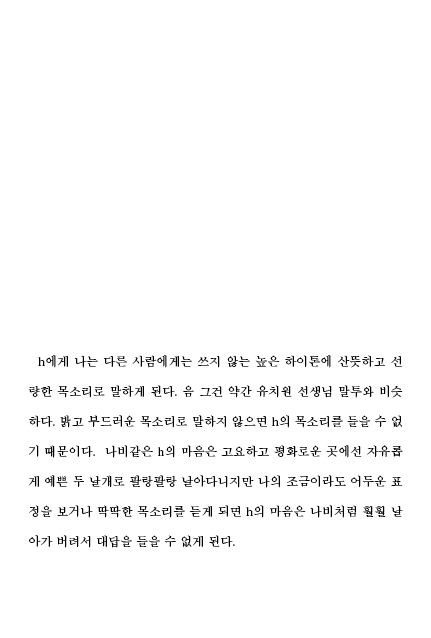 h에게 나는 다른 사람에게는 쓰지 않는 높은 하이톤에 산뜻하고 선
량한 목소리로 말하게 된다. 음 그건 약간 유치원 선생님 말투와 비슷
하다. 밝고 부드러운 목소리로 말하지 않으면 h의 목소리를 들을 수 없
기 때문이다. 나비같은 h의 마음은 고요하고 평화로운 곳에선 자유롭
게 예쁜 두 날개로 팔랑팔랑 날아다니지만 나의 조금이라도 어두운 표
정을 보거나 딱딱한 목소리를 듣게 되면 h의 마음은 나비처럼 훨훨 날
아가 버려서 대답을 들을 수 없게 된다.